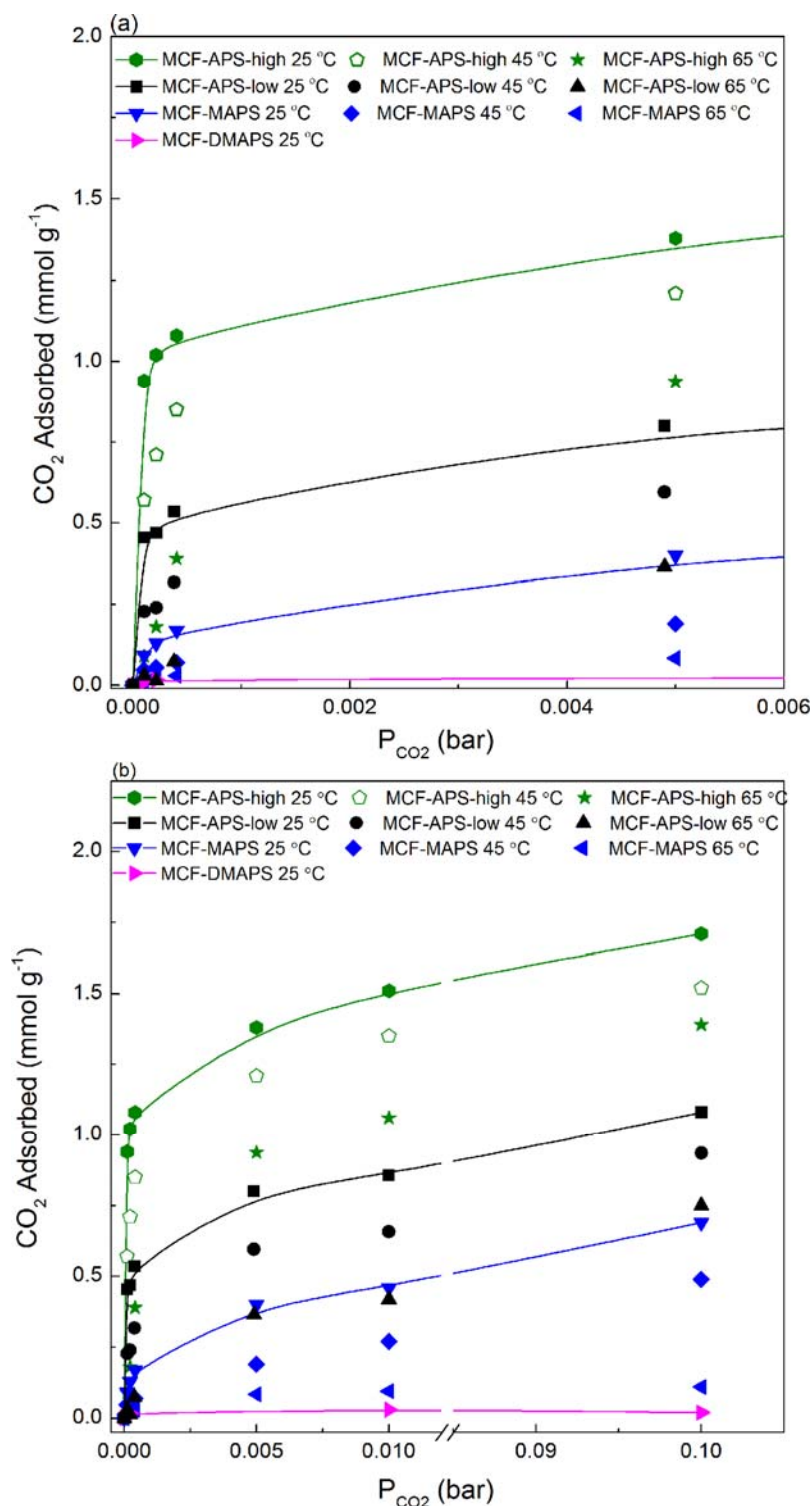 (a)
MCF-APS-high 25 °C MCF-APS-high 45 °C MCF-APS-high 65 °C
MCF-APS-low 25 °C MCF-APS-low 45 °C MCF-APS-low 65 °C
MCF-MAPS 25 °C MCF-MAPS 45 °C MCF-MAPS 65 °C
MCF-DMAPS 25 °C
2.0
1.5
1.0
0.5
0.0
CO₂ Adsorbed (mmol g⁻¹)
0.000 0.002 0.004 0.006
P_CO2 (bar)
(b)
MCF-APS-high 25 °C MCF-APS-high 45 °C MCF-APS-high 65 °C
MCF-APS-low 25 °C MCF-APS-low 45 °C MCF-APS-low 65 °C
MCF-MAPS 25 °C MCF-MAPS 45 °C MCF-MAPS 65 °C
MCF-DMAPS 25 °C
2.0
1.5
1.0
0.5
0.0
CO₂ Adsorbed (mmol g⁻¹)
0.000 0.005 0.010 // 0.09 0.10
P_CO2 (bar)